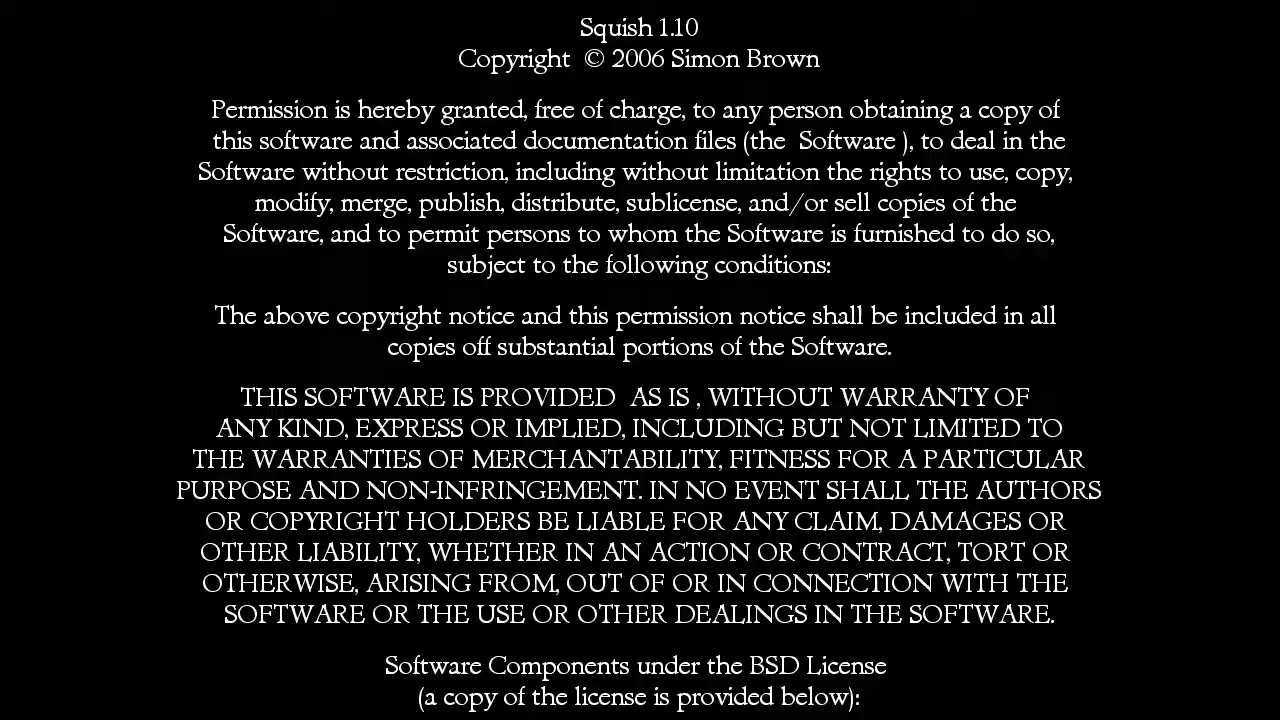 Squish 1.10
Copyright © 2006 Simon Brown
Permission is hereby granted, free of charge, to any person obtaining a copy of
this software and associated documentation files (the Software ), to deal in the
Software without restriction, including without limitation the rights to use, copy,
modify, merge, publish, distribute, sublicense, and/or sell copies of the
Software, and to permit persons to whom the Software is furnished to do so,
subject to the following conditions:
The above copyright notice and this permission notice shall be included in all
copies off substantial portions of the Software.
THIS SOFTWARE IS PROVIDED AS IS , WITHOUT WARRANTY OF
ANY KIND, EXPRESS OR IMPLIED, INCLUDING BUT NOT LIMITED TO
THE WARRANTIES OF MERCHANTABILITY, FITNESS FOR A PARTICULAR
PURPOSE AND NON-INFRINGEMENT. IN NO EVENT SHALL THE AUTHORS
OR COPYRIGHT HOLDERS BE LIABLE FOR ANY CLAIM, DAMAGES OR
OTHER LIABILITY, WHETHER IN AN ACTION OR CONTRACT, TORT OR
OTHERWISE, ARISING FROM, OUT OF OR IN CONNECTION WITH THE
SOFTWARE OR THE USE OR OTHER DEALINGS IN THE SOFTWARE.
Software Components under the BSD License
(a copy of the license is provided below):